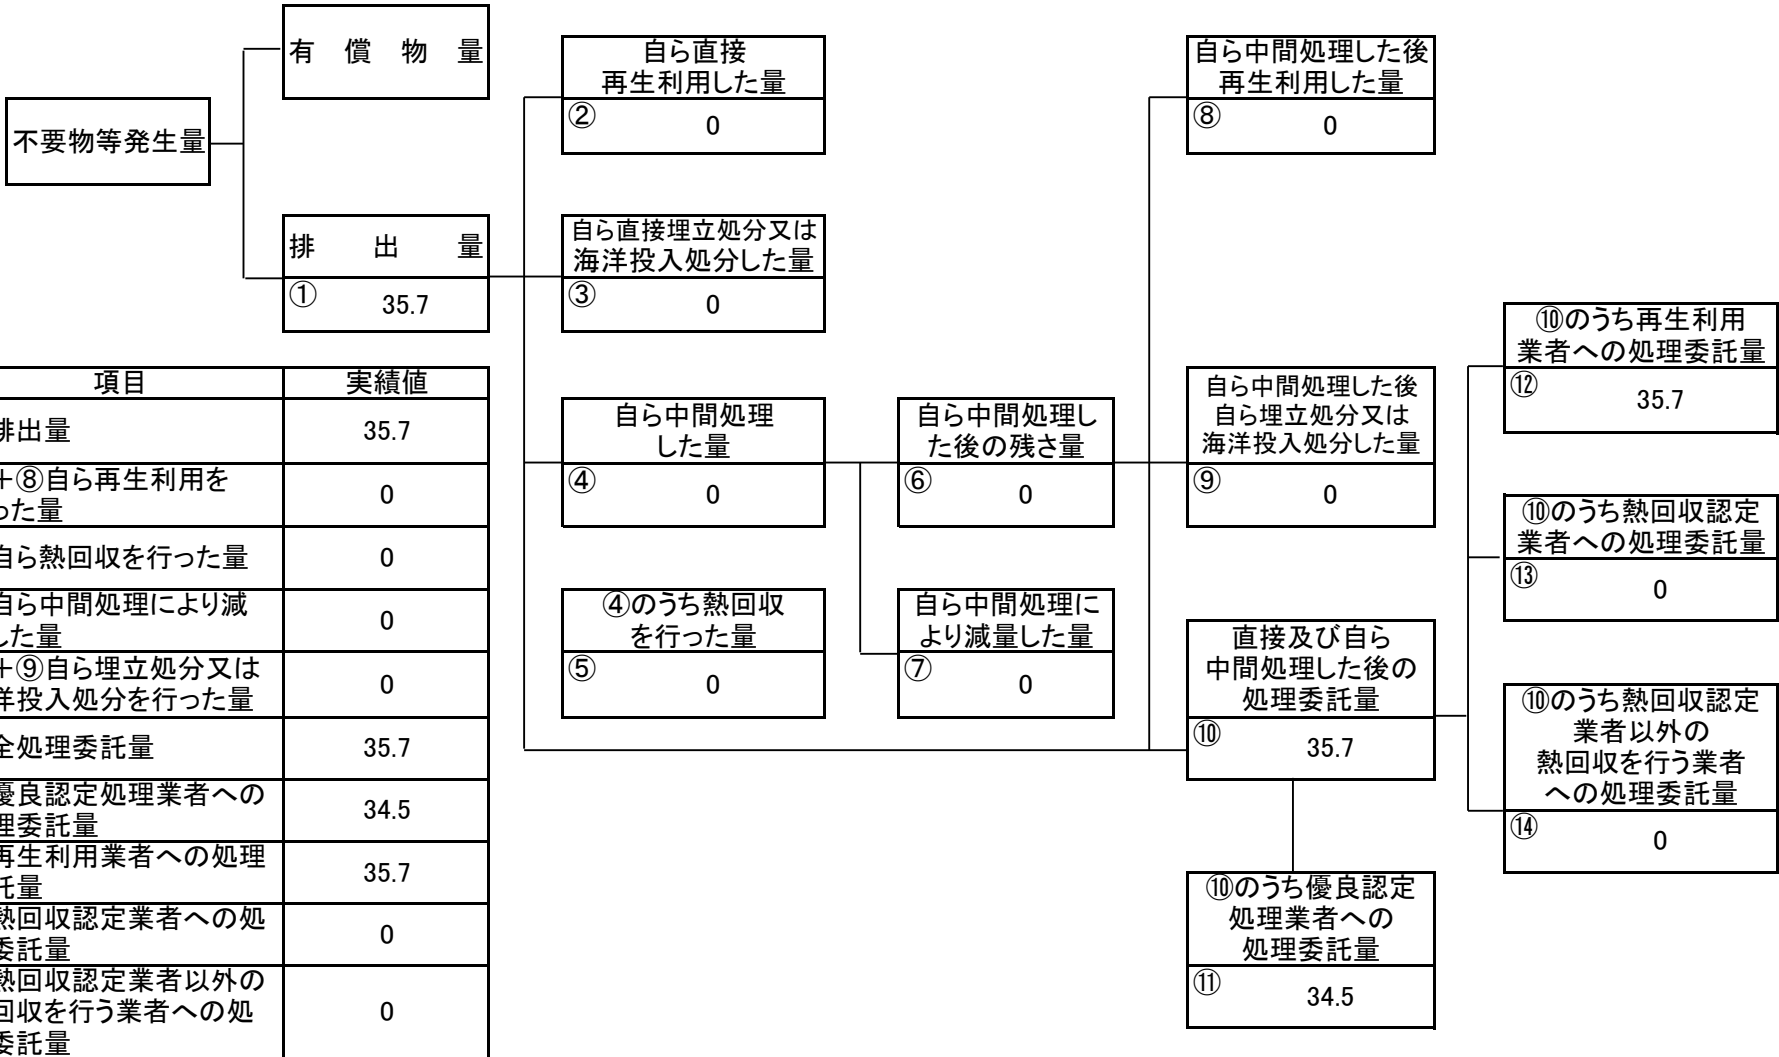 有償物量
不要物等発生量
排出量
① 35.7
自ら直接
再生利用した量
② 0
自ら直接埋立処分又は
海洋投入処分した量
③ 0
自ら中間処理
した量
④ 0
④のうち熱回収
を行った量
⑤ 0
自ら中間処理し
た後の残さ量
⑥ 0
自ら中間処理に
より減量した量
⑦ 0
自ら中間処理した後
再生利用した量
⑧ 0
自ら中間処理した後
自ら埋立処分又は
海洋投入処分した量
⑨ 0
直接及び自ら
中間処理した後の
処理委託量
⑩ 35.7
⑩のうち優良認定
処理業者への
処理委託量
⑪ 34.5
⑩のうち再生利用
業者への処理委託量
⑫ 35.7
⑩のうち熱回収認定
業者への処理委託量
⑬ 0
⑩のうち熱回収認定
業者以外の
熱回収を行う業者
への処理委託量
⑭ 0
項目 実績値
排出量 35.7
+⑧自ら再生利用を
った量 0
自ら熱回収を行った量 0
自ら中間処理により減
した量 0
+⑨自ら埋立処分又は
洋投入処分を行った量 0
全処理委託量 35.7
優良認定処理業者への
理委託量 34.5
再生利用業者への処理
託量 35.7
熱回収認定業者への処
委託量 0
熱回収認定業者以外の
回収を行う業者への処
委託量 0